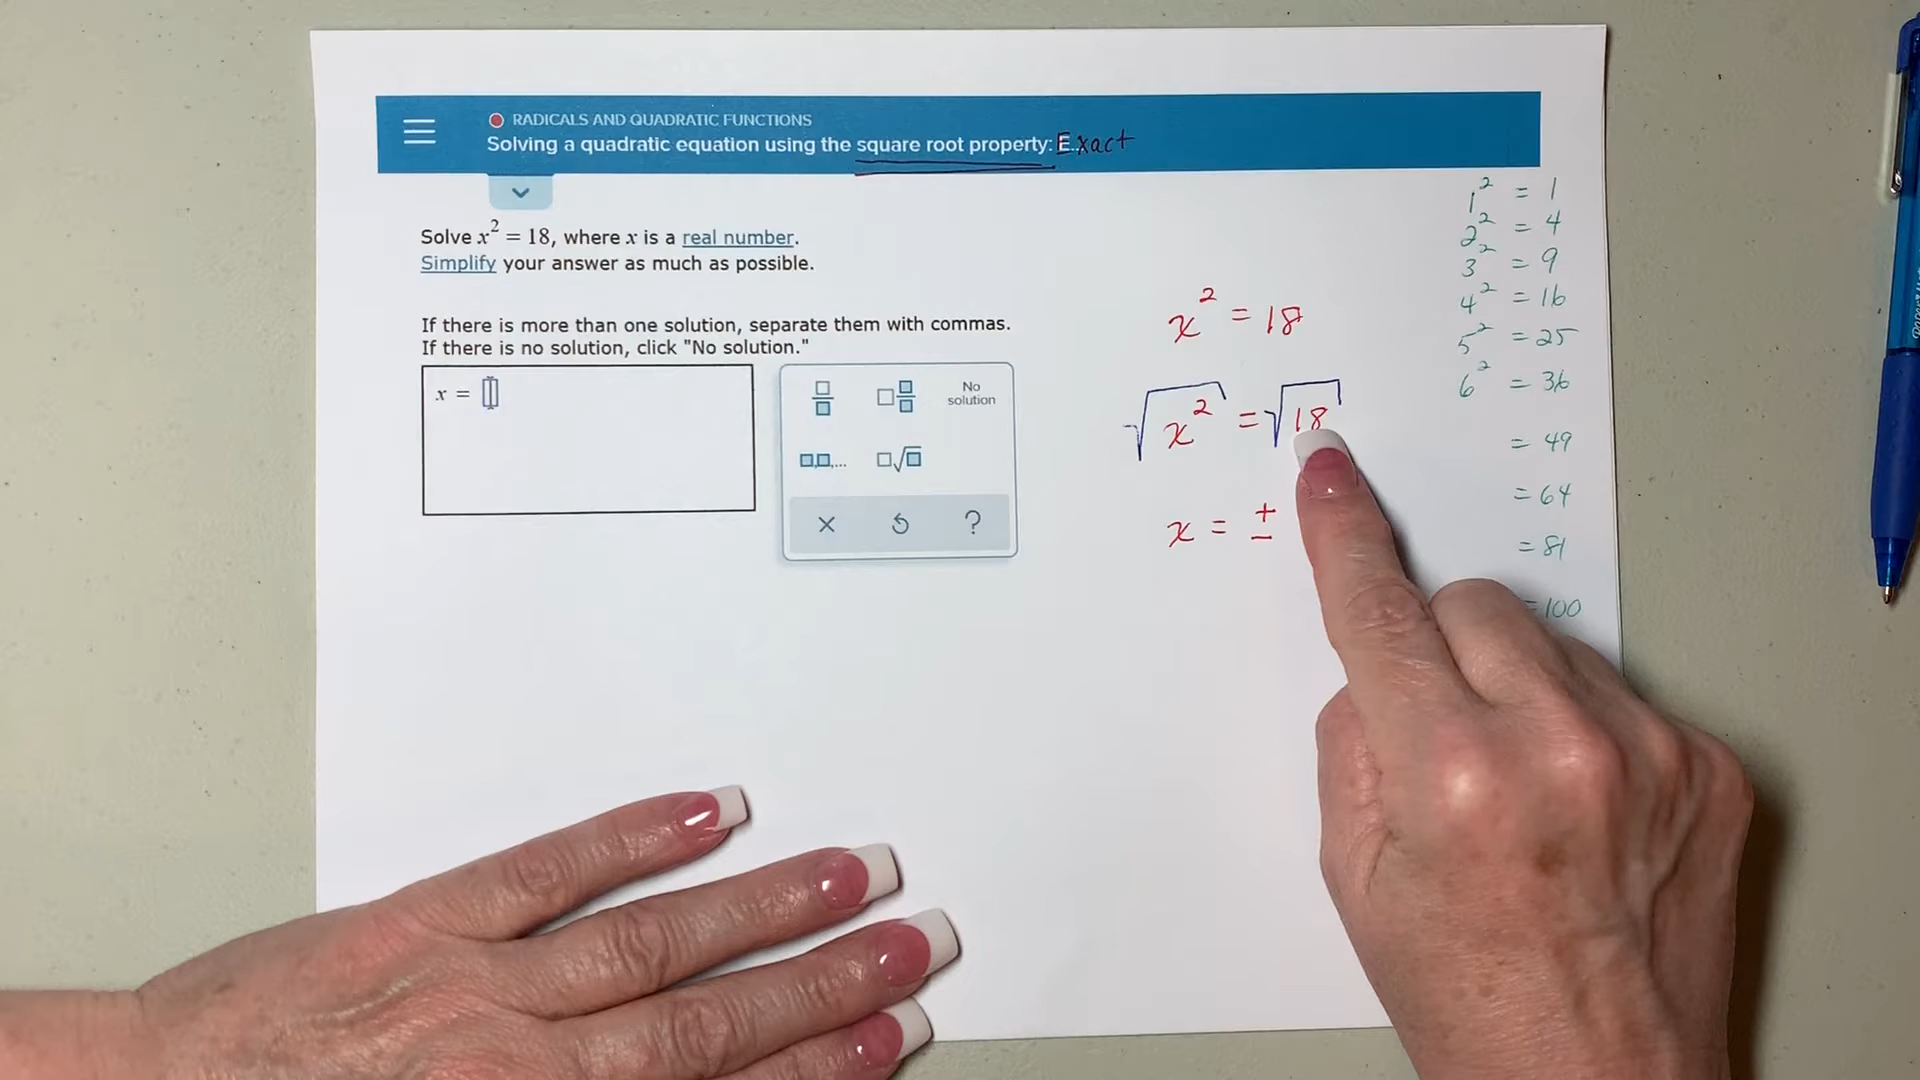 RADICALS AND QUADRATIC FUNCTIONS
Solving a quadratic equation using the square root property: Exact
Solve x² = 18, where x is a real number.
Simplify your answer as much as possible.
If there is more than one solution, separate them with commas.
If there is no solution, click "No solution."
x =
No
solution
□,□,...
□√□
× ↺ ?
x² = 18
√x² = √18
x = ±
1² = 1
2² = 4
3² = 9
4² = 16
5² = 25
6² = 36
= 49
= 64
= 81
= 100